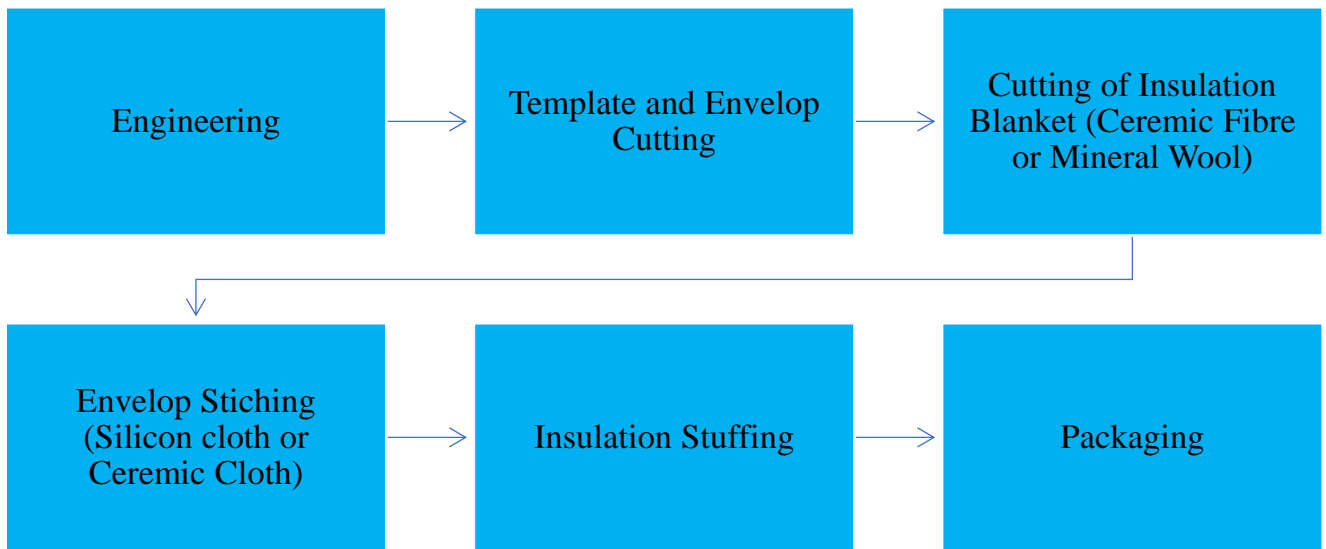 Engineering
Template and Envelop
Cutting
Cutting of Insulation
Blanket (Ceremic Fibre
or Mineral Wool)
Envelop Stiching
(Silicon cloth or
Ceremic Cloth)
Insulation Stuffing
Packaging